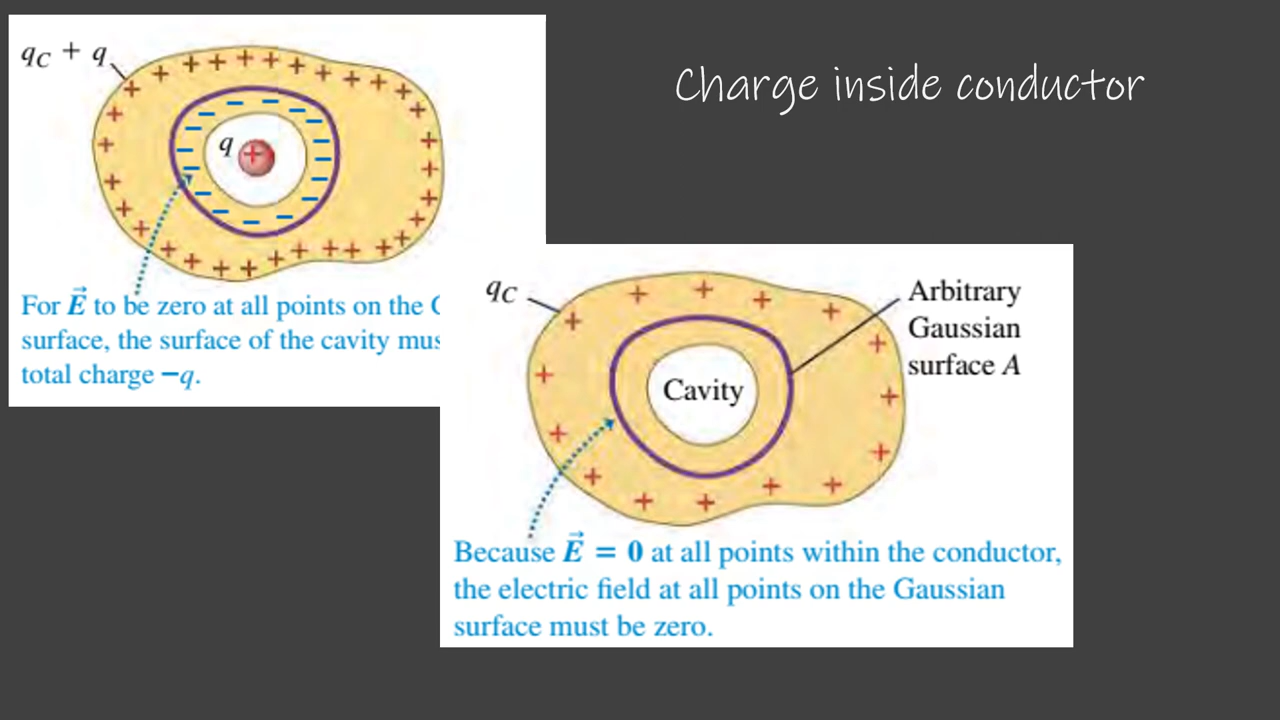 Charge inside conductor
q_C + q
q
For E⃗ to be zero at all points on the
surface, the surface of the cavity
total charge −q.
q_C
Arbitrary
Gaussian
surface A
Cavity
Because E⃗ = 0 at all points within the conductor,
the electric field at all points on the Gaussian
surface must be zero.